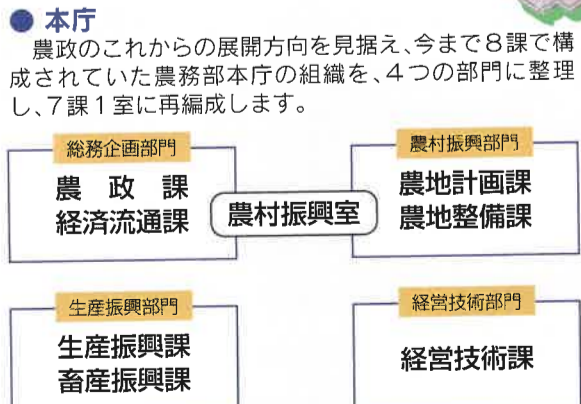 ● 本庁
農政のこれからの展開方向を見据え、今まで8課で構
成されていた農務部本庁の組織を、4つの部門に整理
し、7課1室に再編成します。
総務企画部門
農政課
経済流通課
農村振興室
農村振興部門
農地計画課
農地整備課
生産振興部門
生産振興課
畜産振興課
経営技術部門
経営技術課